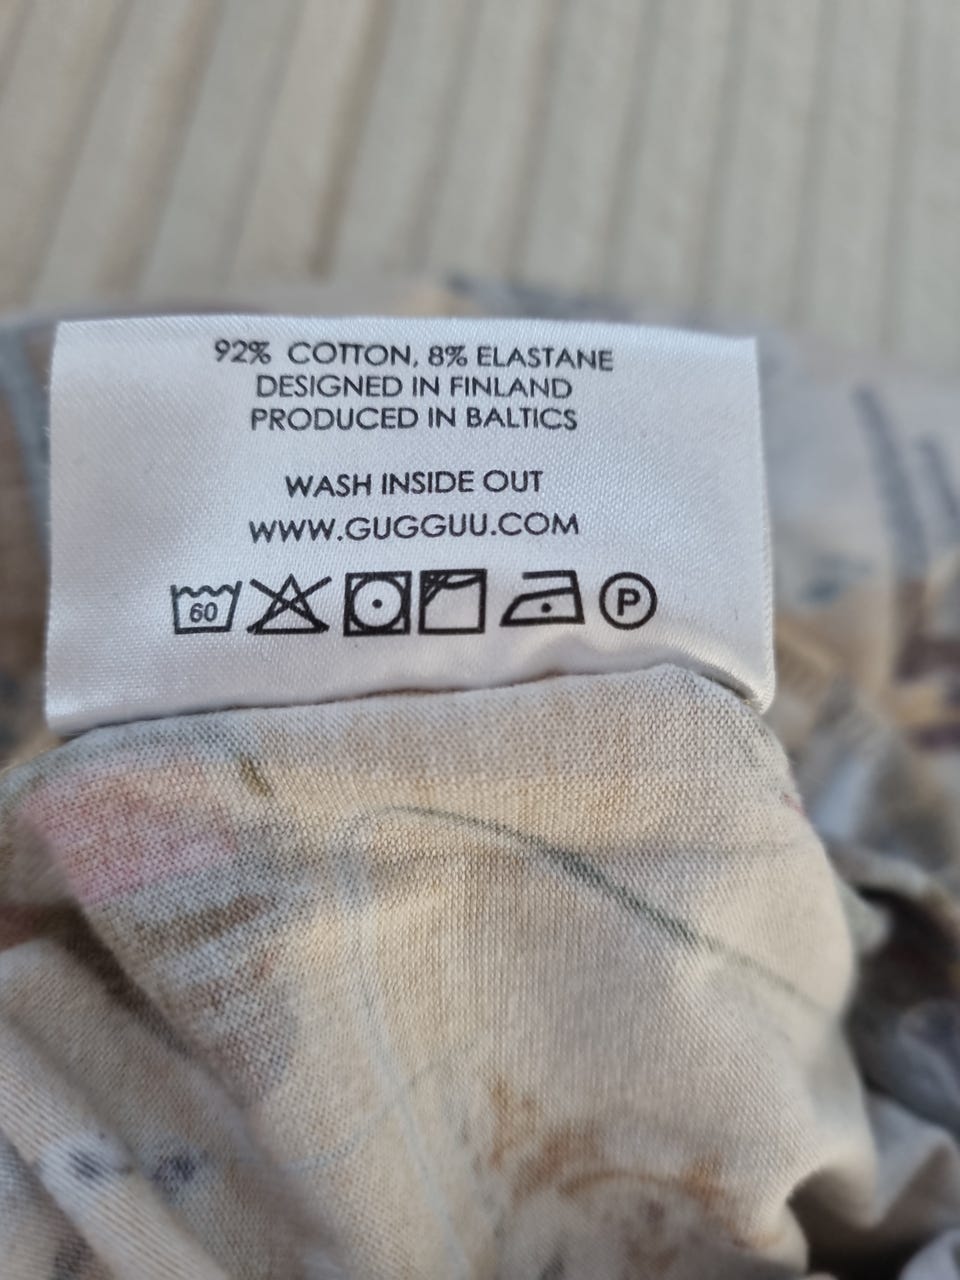 92% COTTON, 8% ELASTANE
DESIGNED IN FINLAND
PRODUCED IN BALTICS
WASH INSIDE OUT
WWW.GUGGUU.COM
60 P